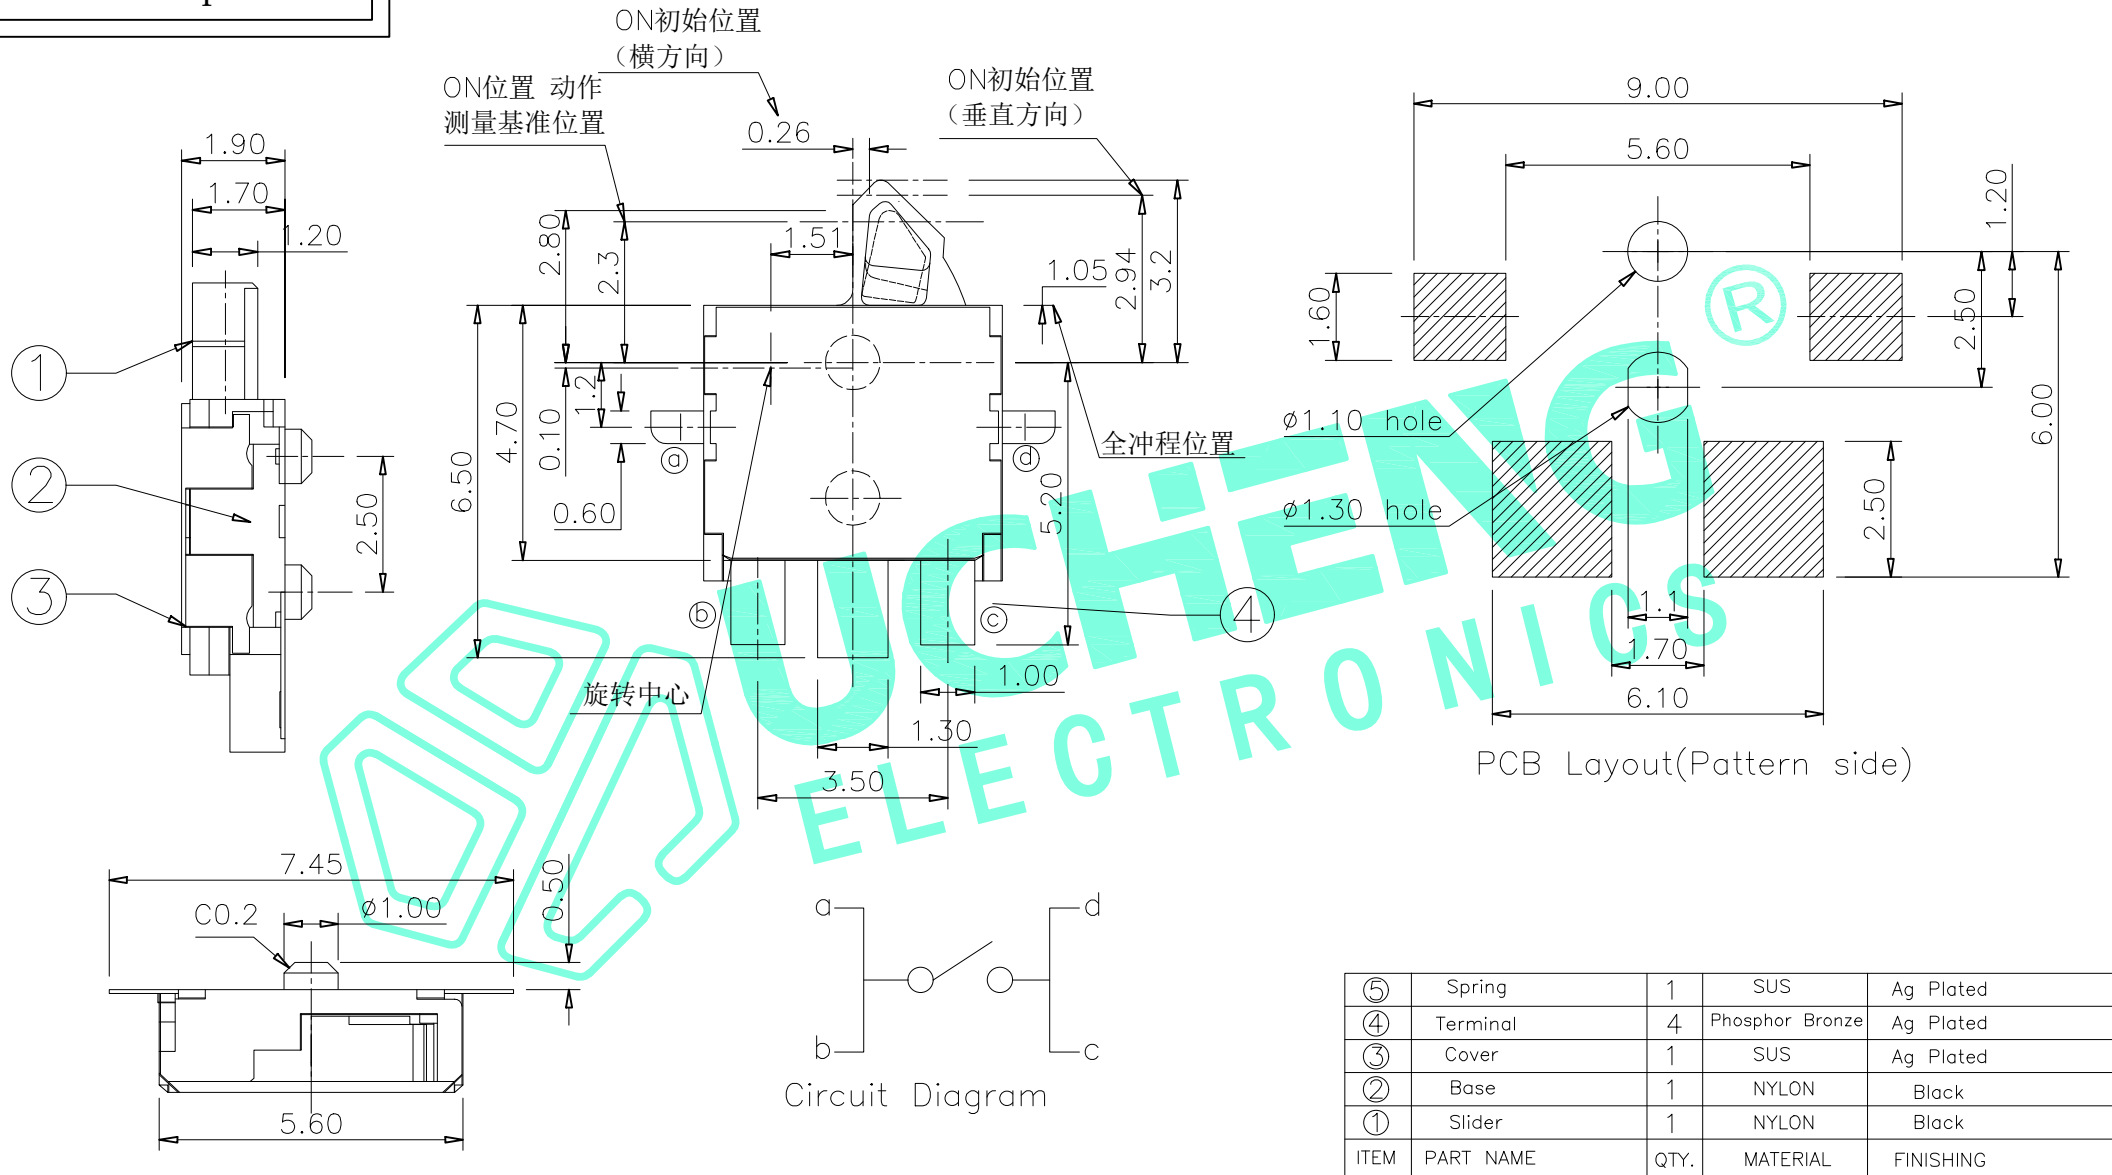 ON初始位置
（横方向）
ON位置 动作
测量基准位置
ON初始位置
（垂直方向）
0.26
1.90
1.70
1.20
2.80
2.3
1.51
1.05
2.94
3.2
9.00
5.60
1.20
1.60
2.50
6.00
ø1.10 hole
ø1.30 hole
2.50
1.1
1.70
6.10
PCB Layout(Pattern side)
①
②
③
2.50
6.50
4.70
0.10
1.2
0.60
ⓐ
ⓓ
全冲程位置
5.20
ⓑ
ⓒ
④
旋转中心
1.00
1.30
3.50
UCHENG ®
ELECTRONICS
7.45
C0.2
ø1.00
0.50
5.60
a
d
b
c
Circuit Diagram
⑤ Spring 1 SUS Ag Plated
④ Terminal 4 Phosphor Bronze Ag Plated
③ Cover 1 SUS Ag Plated
② Base 1 NYLON Black
① Slider 1 NYLON Black
ITEM PART NAME QTY. MATERIAL FINISHING